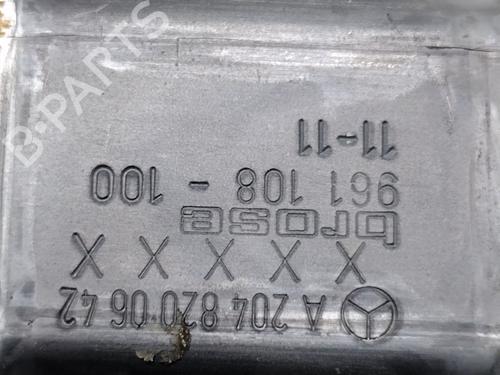 A 204 820 06 42
X X X X X
brose
961 108 - 100
11-11
B-PARTS